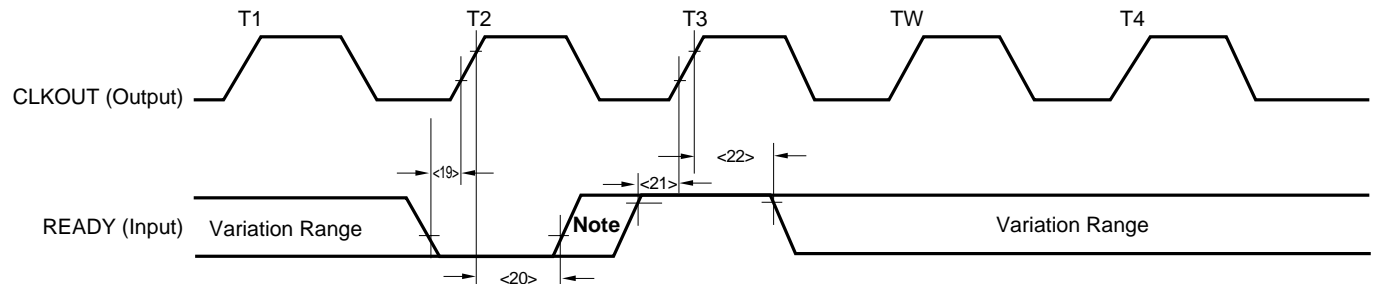 T1 T2 T3 TW T4
CLKOUT (Output)
<22>
<19> <21>
READY (Input) Variation Range Note Variation Range
<20>